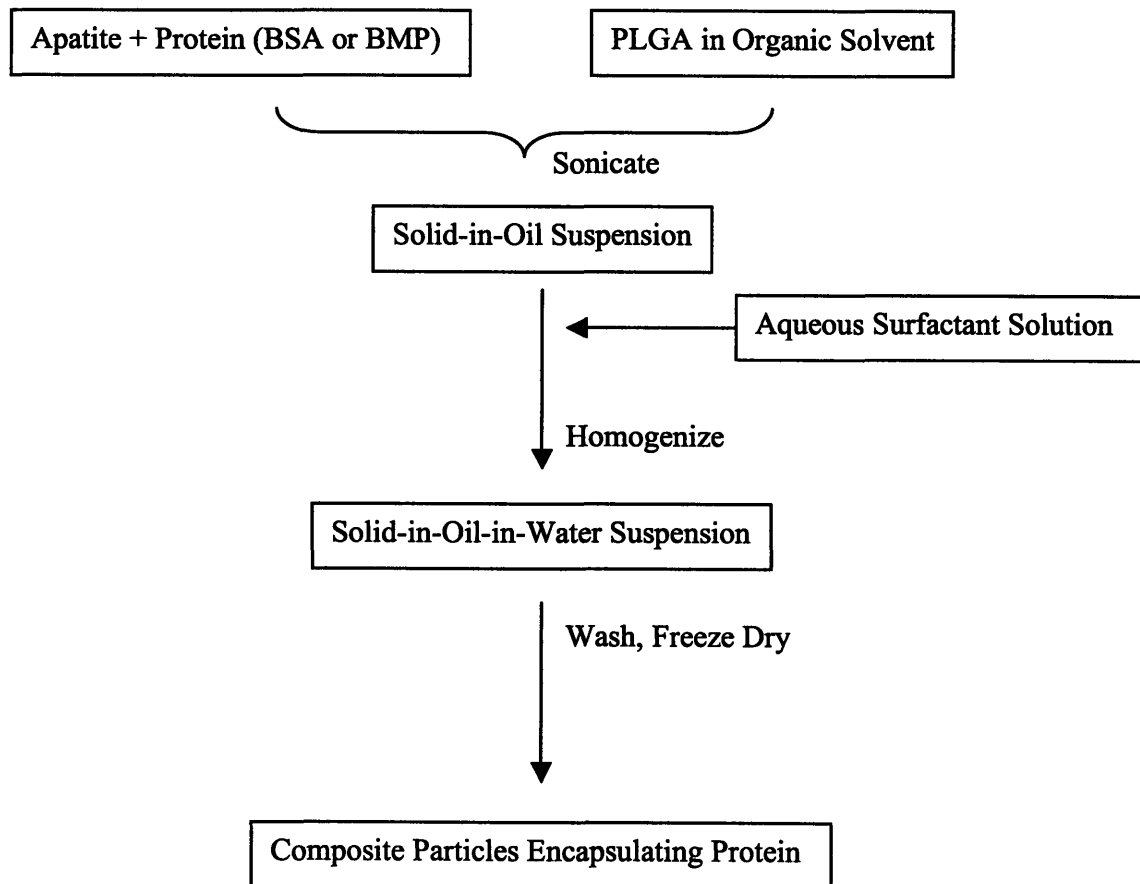 Apatite + Protein (BSA or BMP)
PLGA in Organic Solvent
Sonicate
Solid-in-Oil Suspension
Aqueous Surfactant Solution
Homogenize
Solid-in-Oil-in-Water Suspension
Wash, Freeze Dry
Composite Particles Encapsulating Protein